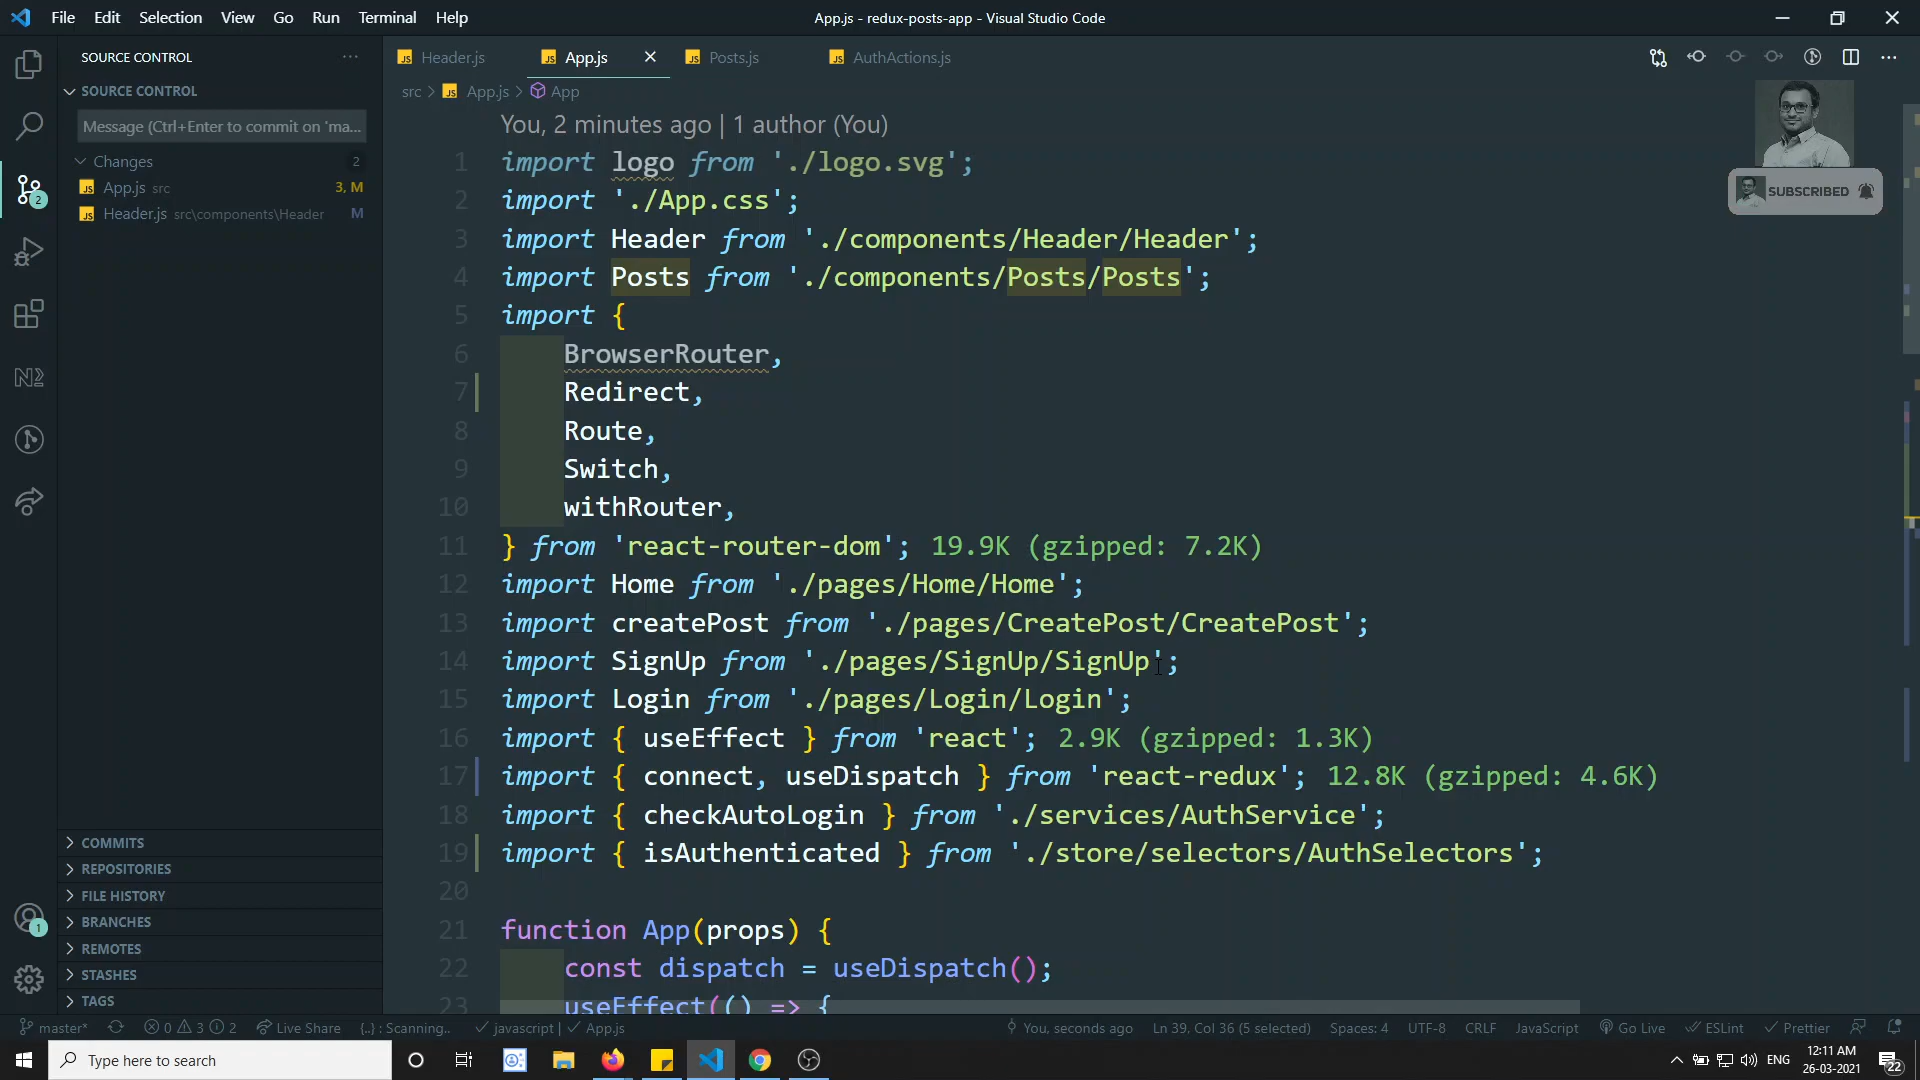 File Edit Selection View Go Run Terminal Help
App.js - redux-posts-app - Visual Studio Code
SOURCE CONTROL
SOURCE CONTROL
Message (Ctrl+Enter to commit on 'ma...
Changes 2
App.js src 3, M
Header.js src\components\Header M
COMMITS
REPOSITORIES
FILE HISTORY
BRANCHES
REMOTES
STASHES
TAGS
2
1
Header.js App.js Posts.js AuthActions.js
src > App.js > App
SUBSCRIBED
You, 2 minutes ago | 1 author (You)
1 import logo from './logo.svg';
2 import './App.css';
3 import Header from './components/Header/Header';
4 import Posts from './components/Posts/Posts';
5 import {
6 BrowserRouter,
7 Redirect,
8 Route,
9 Switch,
10 withRouter,
11 } from 'react-router-dom'; 19.9K (gzipped: 7.2K)
12 import Home from './pages/Home/Home';
13 import createPost from './pages/CreatePost/CreatePost';
14 import SignUp from './pages/SignUp/SignUp';
15 import Login from './pages/Login/Login';
16 import { useEffect } from 'react'; 2.9K (gzipped: 1.3K)
17 import { connect, useDispatch } from 'react-redux'; 12.8K (gzipped: 4.6K)
18 import { checkAutoLogin } from './services/AuthService';
19 import { isAuthenticated } from './store/selectors/AuthSelectors';
20
21 function App(props) {
22 const dispatch = useDispatch();
23 useEffect(() => {
master* 0 3 2 Live Share {..} : Scanning.. javascript | App.js You, seconds ago Ln 39, Col 36 (5 selected) Spaces: 4 UTF-8 CRLF JavaScript Go Live ESLint Prettier
Type here to search
ENG
12:11 AM
26-03-2021
22